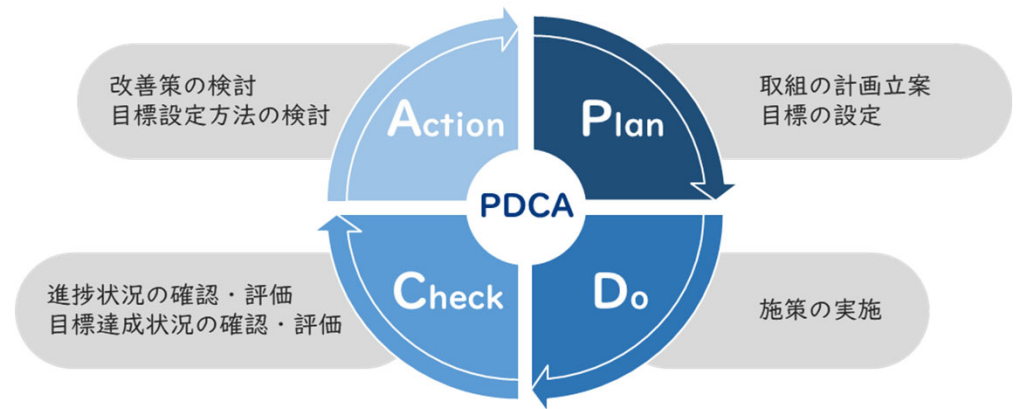 改善策の検討
目標設定方法の検討
Action
Plan
取組の計画立案
目標の設定
PDCA
進捗状況の確認・評価
目標達成状況の確認・評価
Check
Do
施策の実施